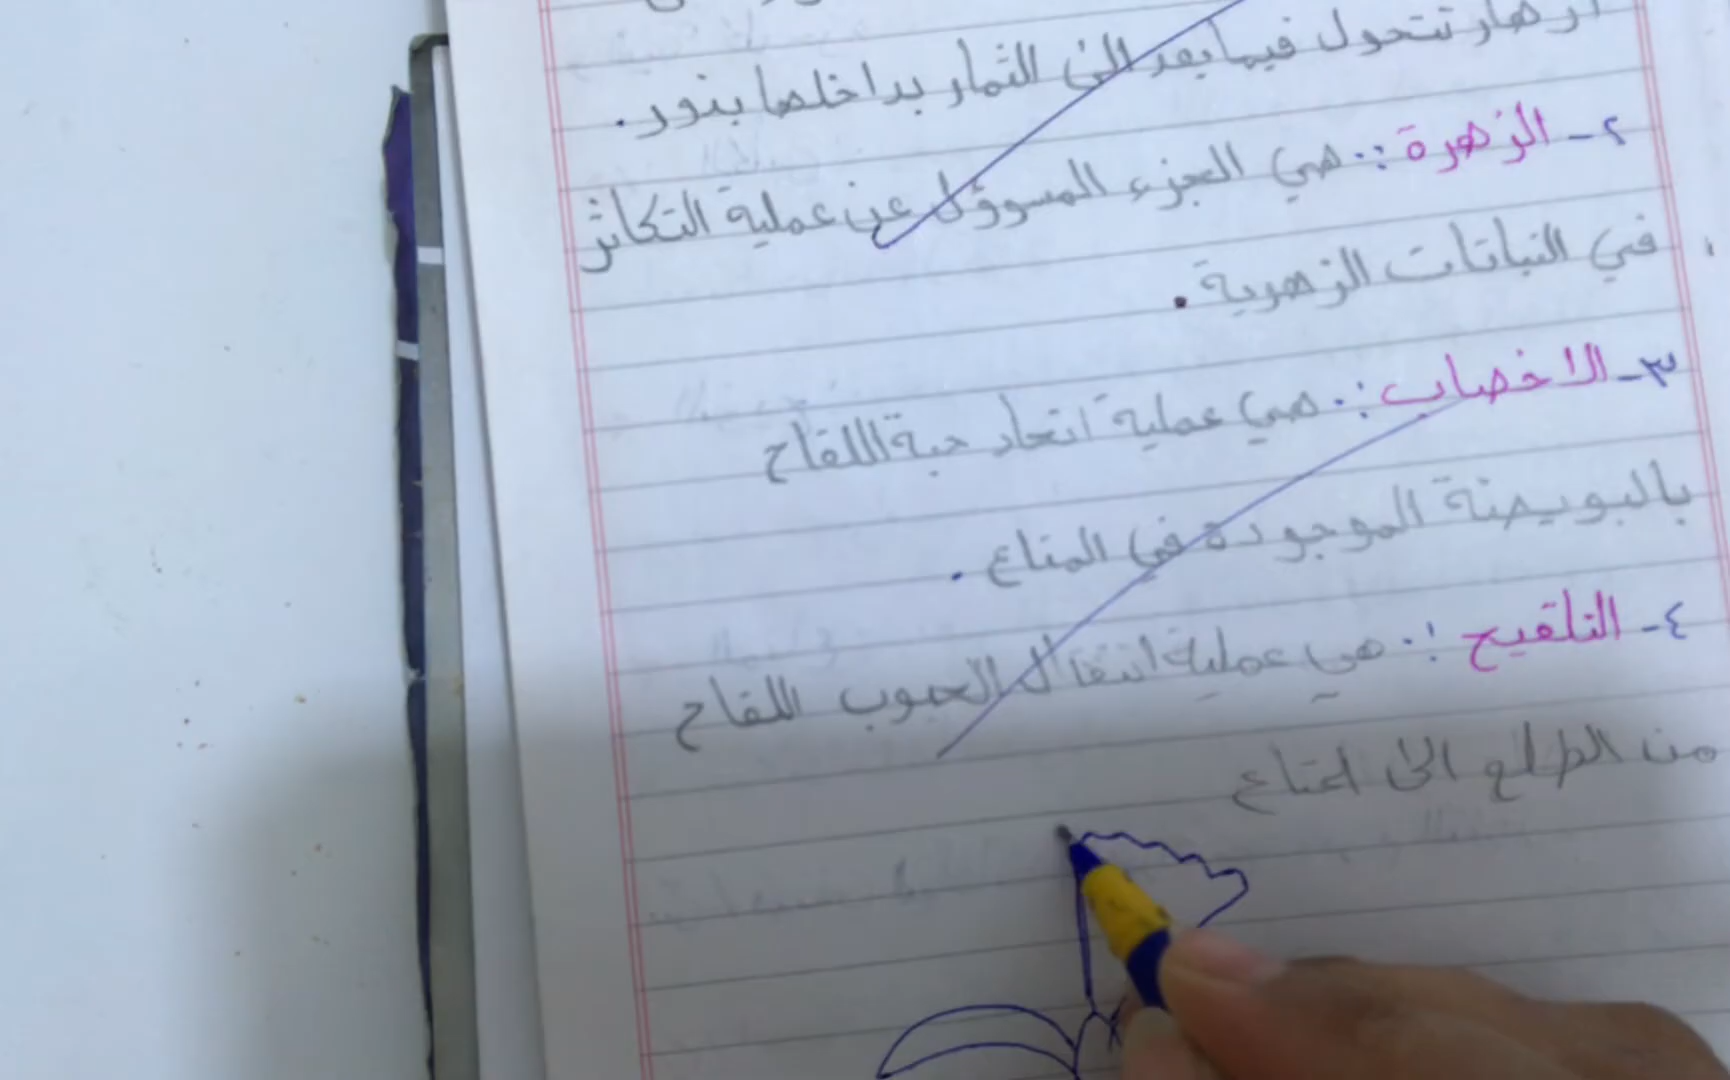 ازهار تتحول فيما بعد الى الثمار بداخلها بذور.
٢- الزهرة :. هي الجزء المسوؤل عن عملية التكاثر
في النباتات الزهرية.
٣- الاخصاب :. هي عملية اتحاد حبة اللقاح
بالبويضة الموجودة في المتاع.
٤- التلقيح :. هي عملية انتقال الحبوب اللقاح
من الطلع الى المتاع